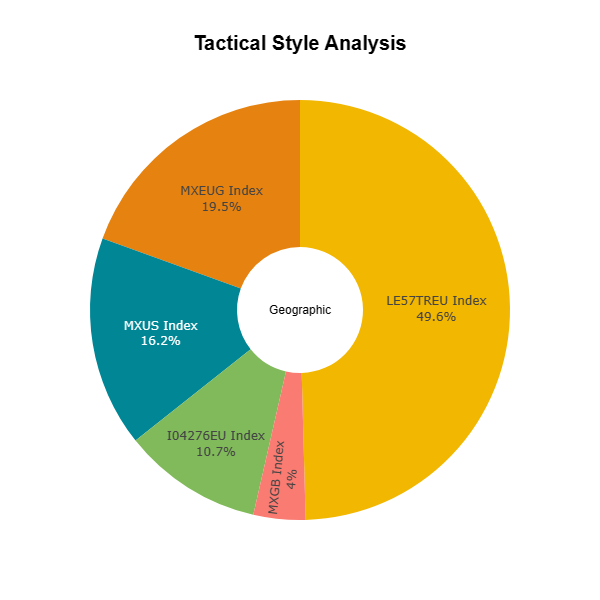 Tactical Style Analysis
MXEUG Index
19.5%
LE57TREU Index
49.6%
Geographic
MXUS Index
16.2%
I04276EU Index
10.7%
MXGB Index
4%